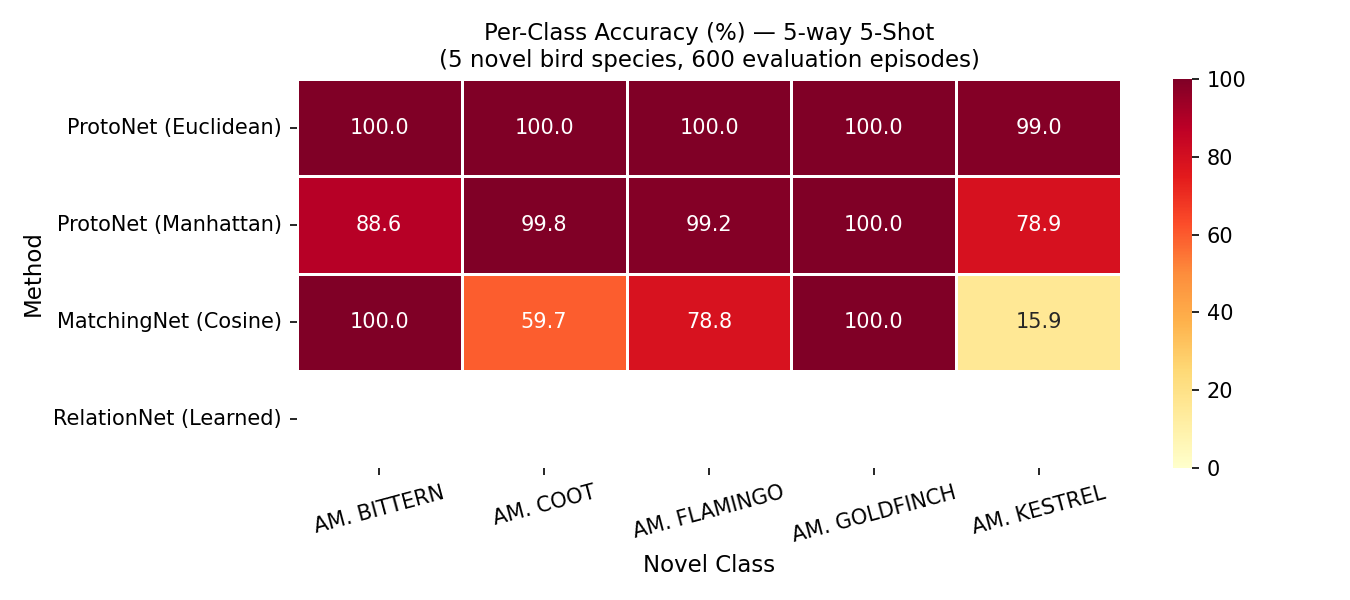 Per-Class Accuracy (%) — 5-way 5-Shot
(5 novel bird species, 600 evaluation episodes)
Method
ProtoNet (Euclidean) 100.0 100.0 100.0 100.0 99.0
ProtoNet (Manhattan) 88.6 99.8 99.2 100.0 78.9
MatchingNet (Cosine) 100.0 59.7 78.8 100.0 15.9
RelationNet (Learned)
AM. BITTERN AM. COOT AM. FLAMINGO AM. GOLDFINCH AM. KESTREL
Novel Class
100
80
60
40
20
0